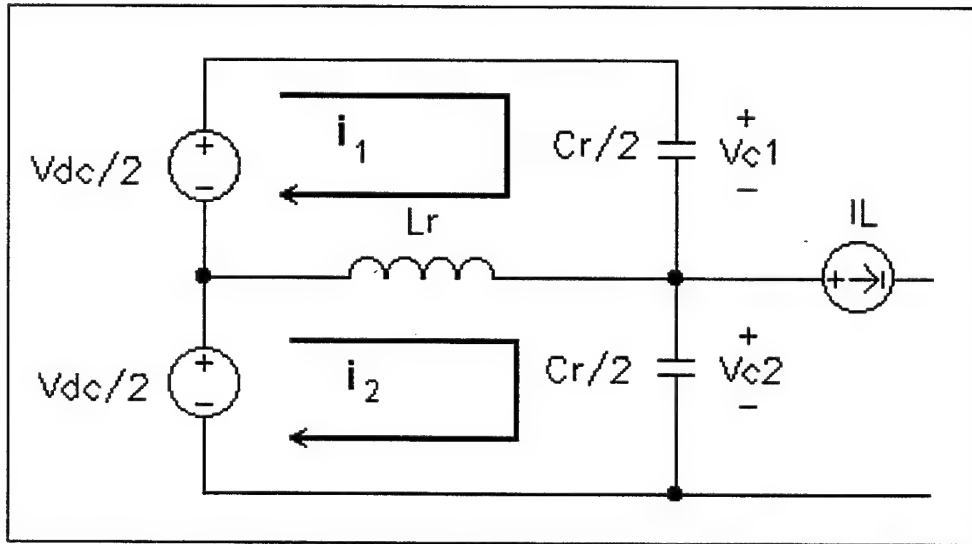 i1
+
-
Vdc/2
Cr/2
+
Vc1
-
Lr
IL
+
+
-
Vdc/2
i2
Cr/2
+
Vc2
-